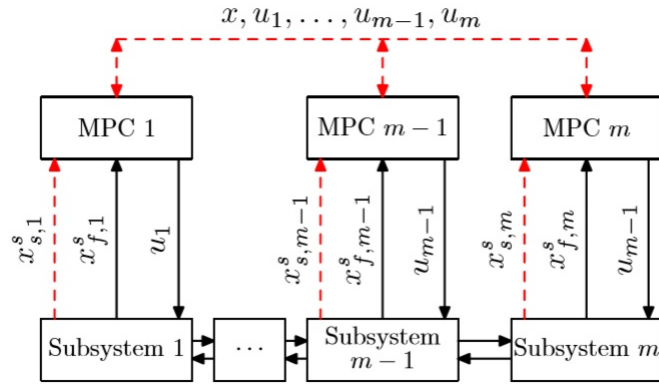 x, u_1, ..., u_{m-1}, u_m
MPC 1
MPC m − 1
MPC m
x^s_{s,1}
x^s_{f,1}
u_1
x^s_{s,m-1}
x^s_{f,m-1}
u_{m-1}
x^s_{s,m}
x^s_{f,m}
u_{m-1}
Subsystem 1
...
Subsystem
m − 1
Subsystem m